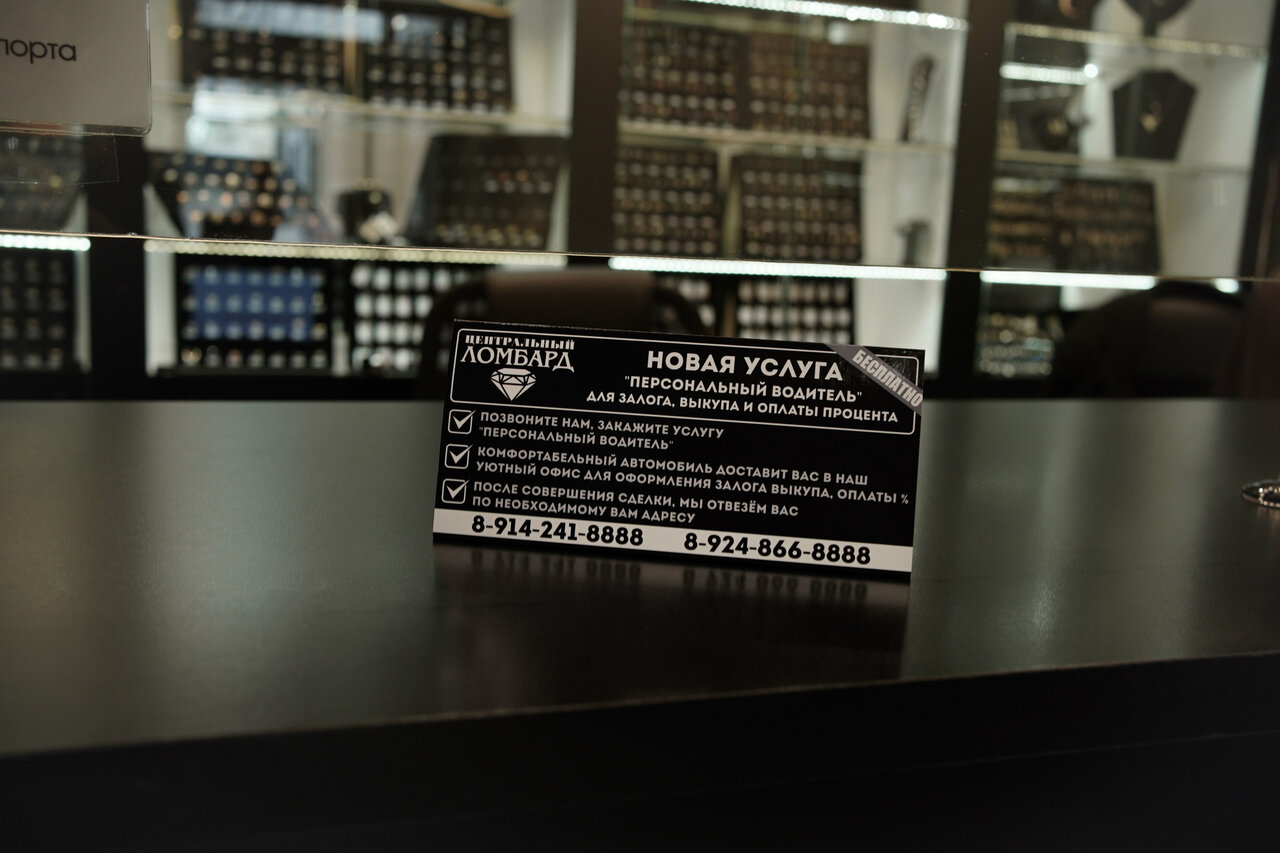 порта
ЦЕНТРАЛЬНЫЙ
ЛОМБАРД
НОВАЯ УСЛУГА
БЕСПЛАТНО
"ПЕРСОНАЛЬНЫЙ ВОДИТЕЛЬ"
ДЛЯ ЗАЛОГА, ВЫКУПА И ОПЛАТЫ ПРОЦЕНТА
ПОЗВОНИТЕ НАМ, ЗАКАЖИТЕ УСЛУГУ
"ПЕРСОНАЛЬНЫЙ ВОДИТЕЛЬ"
КОМФОРТАБЕЛЬНЫЙ АВТОМОБИЛЬ ДОСТАВИТ ВАС В НАШ
УЮТНЫЙ ОФИС ДЛЯ ОФОРМЛЕНИЯ ЗАЛОГА ВЫКУПА, ОПЛАТЫ %
ПОСЛЕ СОВЕРШЕНИЯ СДЕЛКИ, МЫ ОТВЕЗЁМ ВАС
ПО НЕОБХОДИМОМУ ВАМ АДРЕСУ
8-914-241-8888 8-924-866-8888